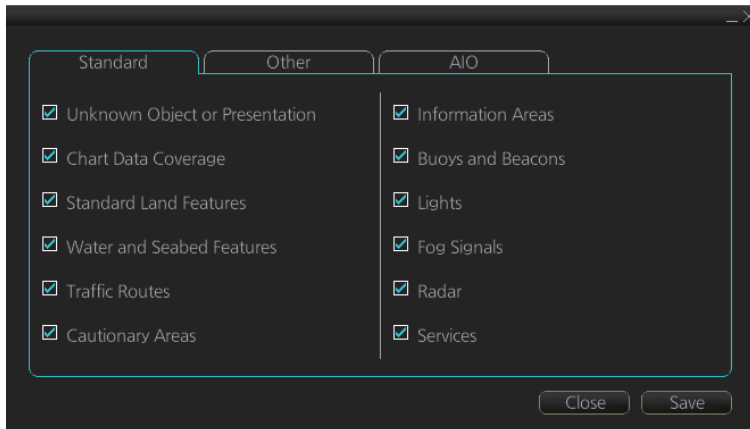 Standard
Other
AIO
Unknown Object or Presentation
Chart Data Coverage
Standard Land Features
Water and Seabed Features
Traffic Routes
Cautionary Areas
Information Areas
Buoys and Beacons
Lights
Fog Signals
Radar
Services
Close
Save